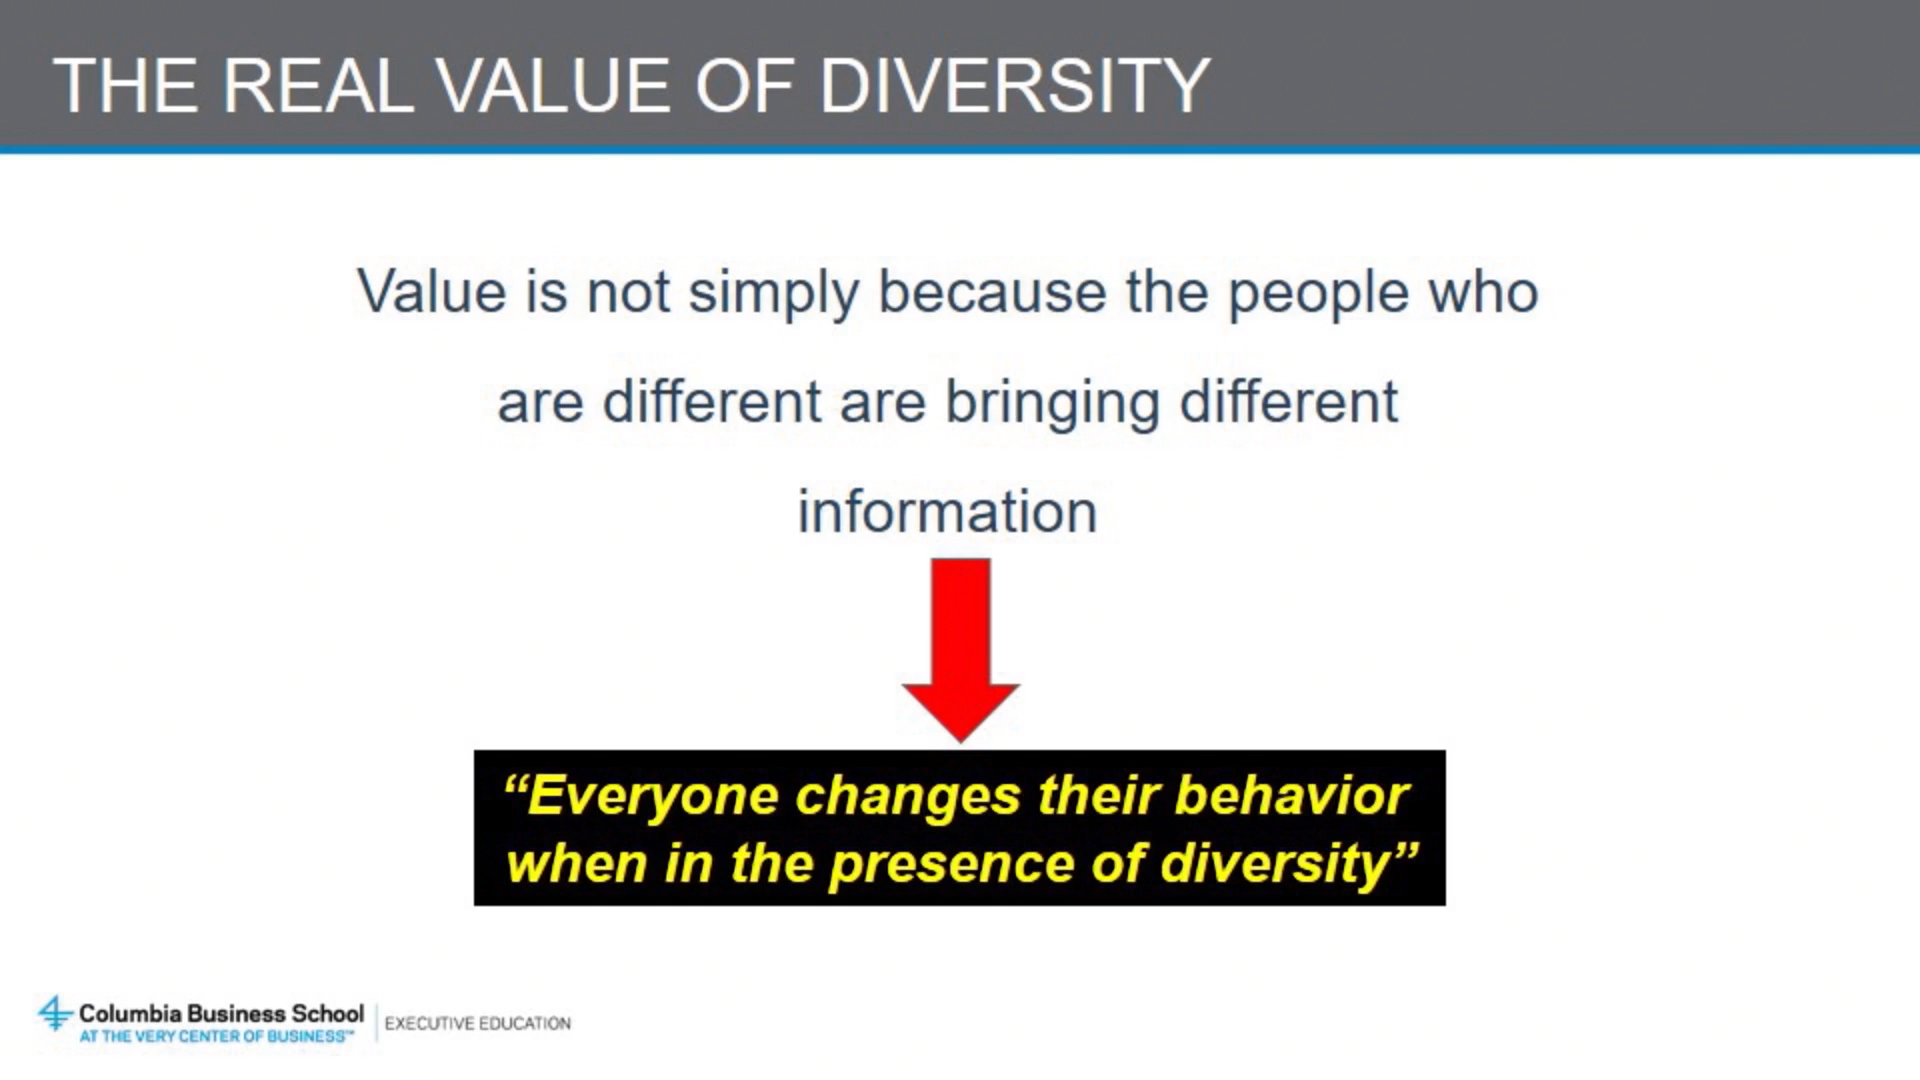 THE REAL VALUE OF DIVERSITY
Value is not simply because the people who
are different are bringing different
information
“Everyone changes their behavior
when in the presence of diversity”
Columbia Business School
AT THE VERY CENTER OF BUSINESS™
EXECUTIVE EDUCATION